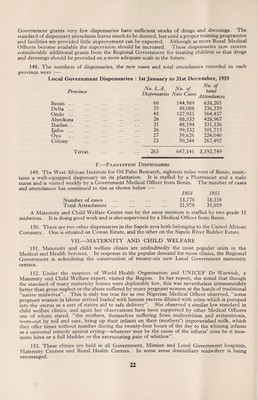 Government grants very few dispensaries have sufficient stocks of drugs and dressings. The
standard of dispensary attendants leaves much to be desired, but until a proper training programme
and facilities are provided little improvement can be expected. Although as more Rural Medical
Officers become available the supervision should be increased. These dispensaries now receive
considerable additional grants from the Regional Government for treating children so that drugs
and dressings should be provided on a more adequate scale in the future.
148. The numbers of dispensaries, the new cases and total attendance recorded in each
province were :—
Local Government Dispensaries : 1st January to 31st December, 1955
No. L.A. Dispensaries No. of New Cases No. of total Attendances
Benin ... 60 144,989 638,205
Delta ... 35 48,088 236,339
Ondo ... 45 127,935 564,457
Abeokuta ... 26 88,533 428,967
Ibadan ... 21 48,194 211,536
Ijebu ... 26 99,532 501,713
Oyo ... 27 39,626 224,040
Colony ... 23 50,244 267,492
TOTAL 263 647,141 3,192,749
F.—PLANTATION DISPENSARIES
149. The West African Institute for Oil Palm Research, eighteen miles west of Benin, main-
tains a well-equipped dispensary on its plantation. It is staffed by a Pharmacist and a male
nurse and is visited weekly by a Government Medical Officer from Benin. The number of cases
and attendances has continued to rise as shown below —
1954 1955
Number of cases ... 13,778 18,358
Total Attendances ... 21,978 33,019
A Maternity and Child Welfare Centre run by the same institute is staffed by two grade II
midwives. It is doing good work and is also supervised by a Medical Officer from Benin.
150. There are two other dispensaries in the Sapele area both belonging to the United African
Company. One is situated on Cowan Estate, and the other on the Sapele River Rubber Estate.
VII.—MATERNITY AND CHILD WELFARE
151. Maternity and child welfare clinics are undoubtedly the most popular units in the
Medical and Health Services. In response to the popular demand for more clinics, the Regional
Government is subsidising the construction of twenty-six new Local Government maternity
centres.
152. Under the auspices of World Health Organisation and UNICEF Dr Warnick, a
Maternity and Child Welfare expert, visited the Region. In her report, she noted that though
the standard of many maternity homes were deplorably low, this was nevertheless immeasurably
better than gross neglect or the abuse suffered by many pregnant women at the hands of traditional
"native midwives". This is only too true for as one Nigerian Medical Officer observed, "some
pregnant women in labour arrived loaded with human excreta diluted with urine which is pumped
into the uterus as a sort of native aid to safe delivery". She observed a similar low standard in
child welfare clinics, and again her observations have been supported by other Medical Officers
one of whom stated, "the mothers, themselves suffering from malnutrition and avitaminosis,
worn-out by toil and care, bring up their infants on their (mothers') impoverished milk, which
they offer times without number during the twenty-four hours of the day to the whining infants
as a universal remedy against crying—whatever may be the cause of the infants' cries be it mos-
quito bites or a full bladder or the excruciating pain of whitlow".
153. These clinics are held in all Government, Mission and Local Government hospitals,
Maternity Centres and Rural Health Centres. In some areas domiciliary midwifery is being
encouraged.
22